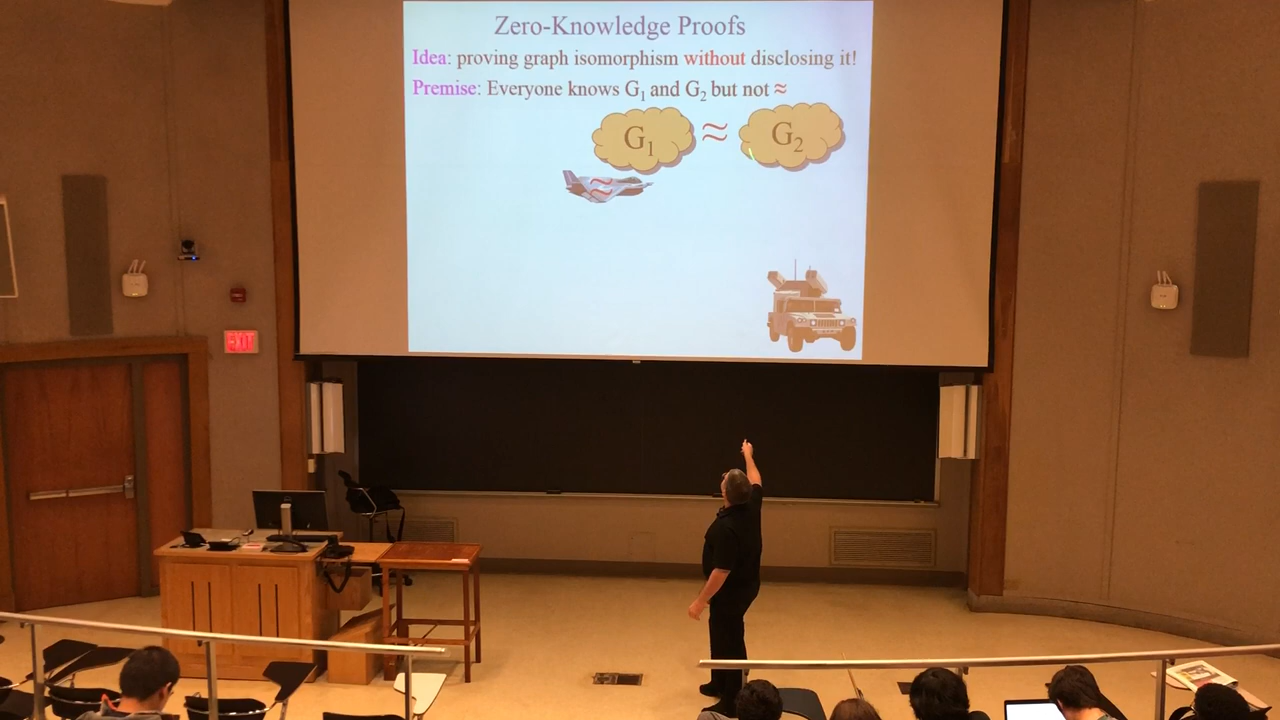 Zero-Knowledge Proofs
Idea: proving graph isomorphism without disclosing it!
Premise: Everyone knows G₁ and G₂ but not ≈
G₁ ≈ G₂
≈
EXIT